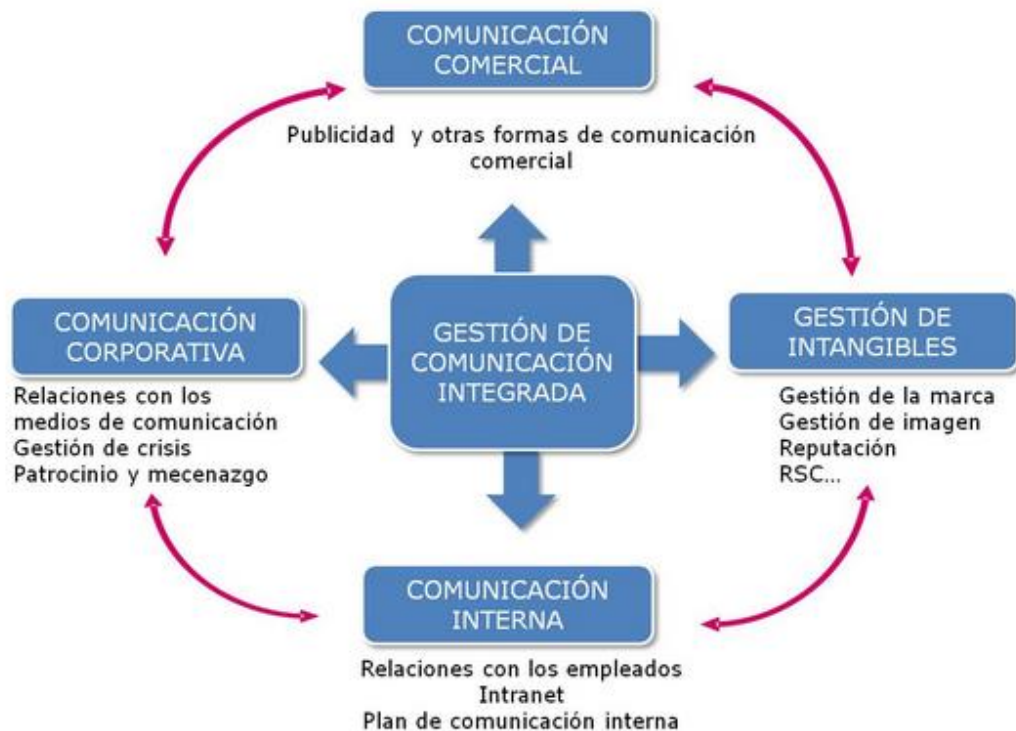 COMUNICACIÓN
COMERCIAL
Publicidad y otras formas de comunicación
comercial
COMUNICACIÓN
CORPORATIVA
Relaciones con los
medios de comunicación
Gestión de crisis
Patrocinio y mecenazgo
GESTIÓN DE
COMUNICACIÓN
INTEGRADA
GESTIÓN DE
INTANGIBLES
Gestión de la marca
Gestión de imagen
Reputación
RSC...
COMUNICACIÓN
INTERNA
Relaciones con los empleados
Intranet
Plan de comunicación interna